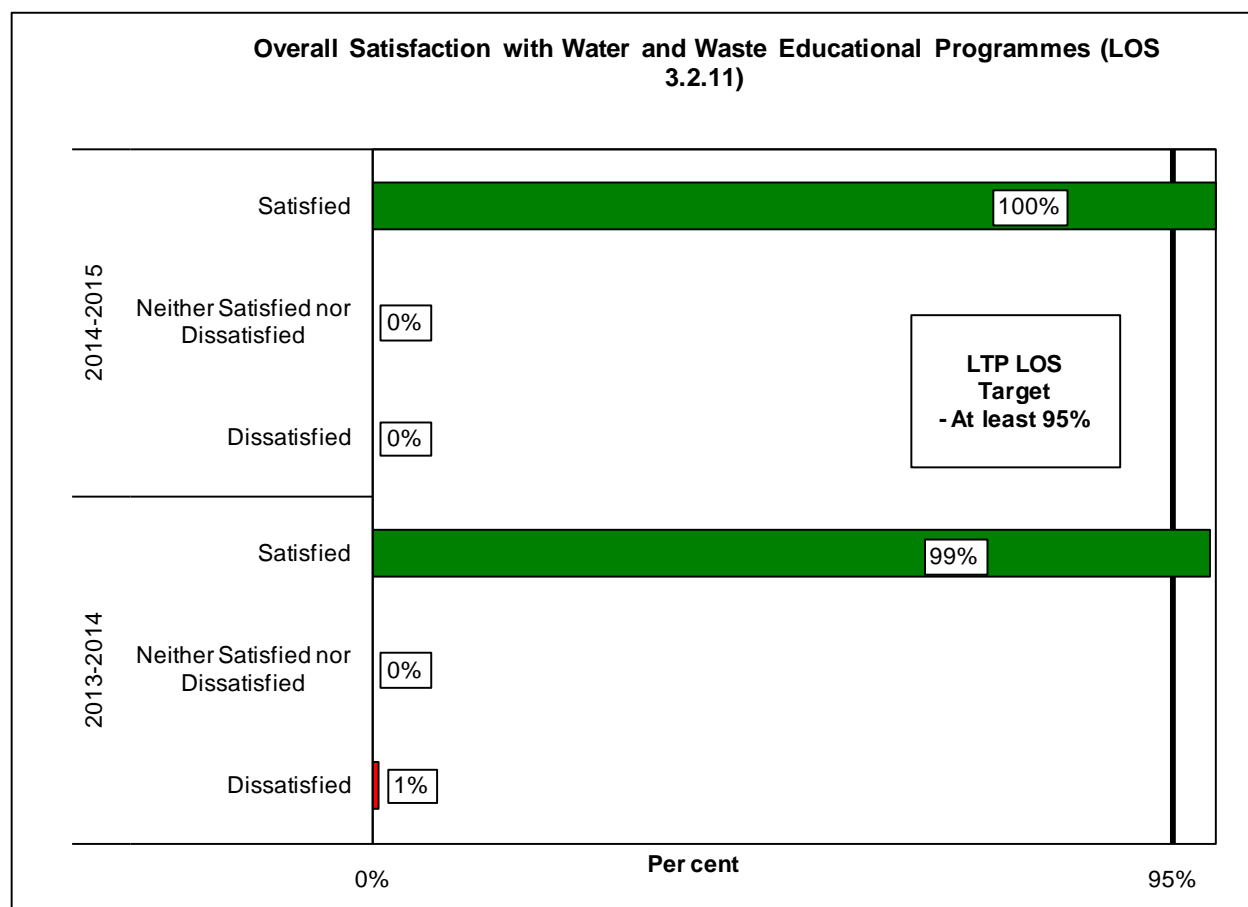 Overall Satisfaction with Water and Waste Educational Programmes (LOS
3.2.11)
2014-2015
Satisfied
100%
Neither Satisfied nor
Dissatisfied
0%
Dissatisfied
0%
LTP LOS
Target
- At least 95%
2013-2014
Satisfied
99%
Neither Satisfied nor
Dissatisfied
0%
Dissatisfied
1%
Per cent
0%
95%